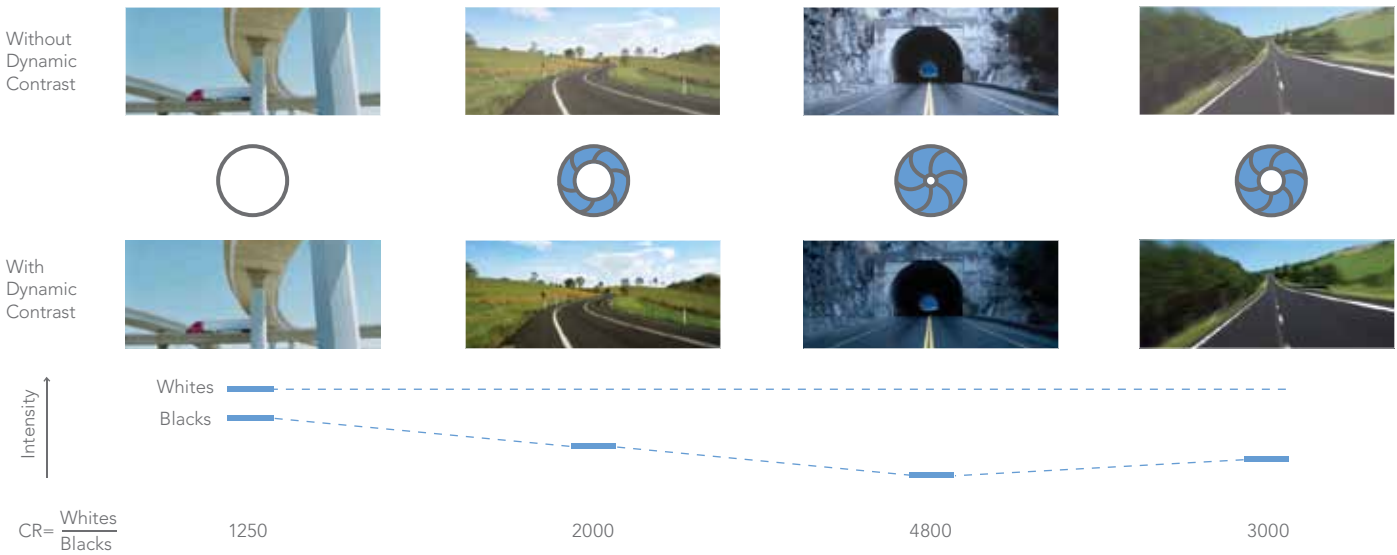 Without
Dynamic
Contrast
With
Dynamic
Contrast
Intensity
Whites
Blacks
CR= Whites
Blacks
1250
2000
4800
3000